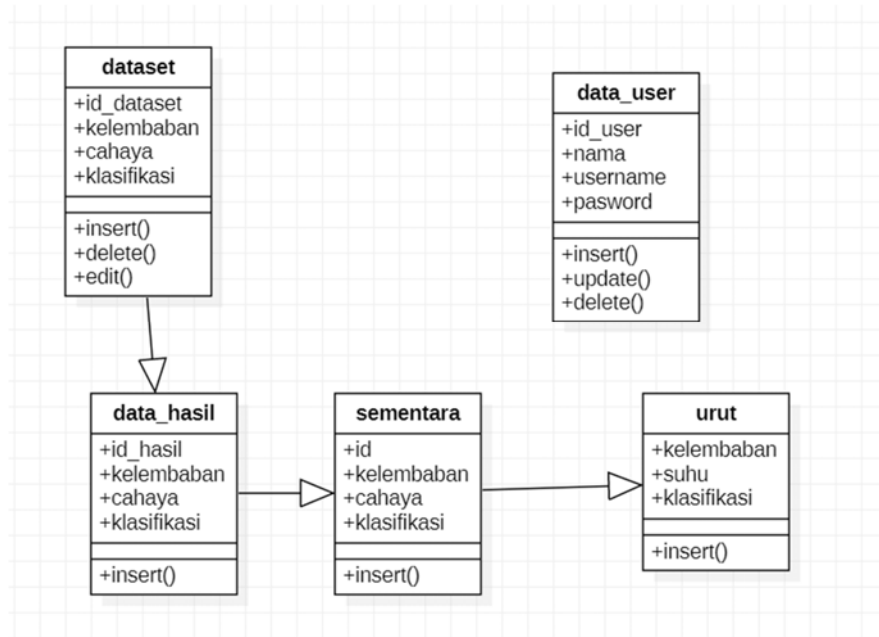 dataset
+id_dataset
+kelembaban
+cahaya
+klasifikasi
+insert()
+delete()
+edit()
data_user
+id_user
+nama
+username
+pasword
+insert()
+update()
+delete()
data_hasil
+id_hasil
+kelembaban
+cahaya
+klasifikasi
+insert()
sementara
+id
+kelembaban
+cahaya
+klasifikasi
+insert()
urut
+kelembaban
+suhu
+klasifikasi
+insert()